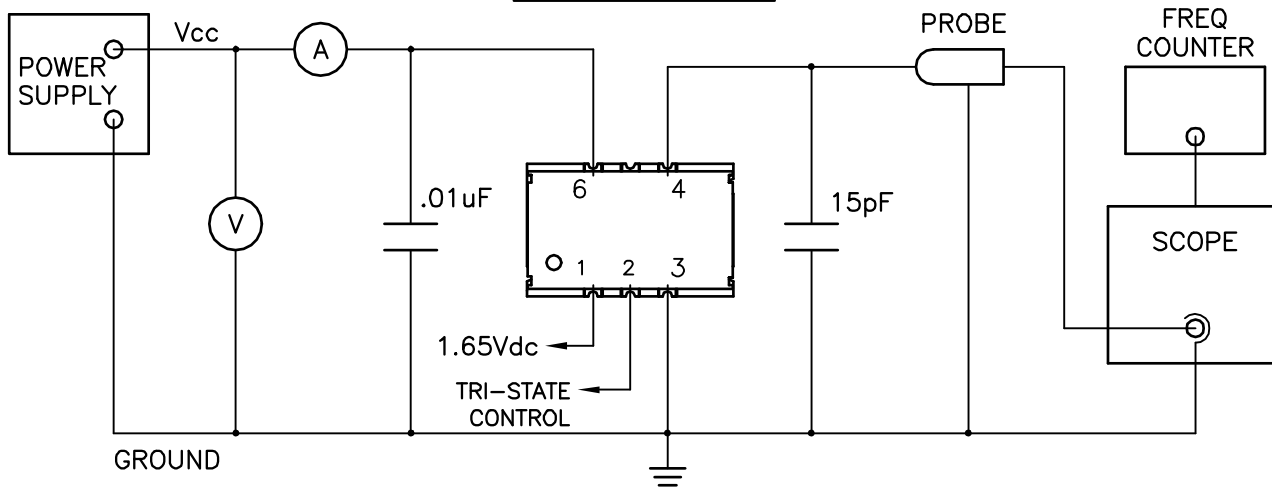 POWER
SUPPLY
Vcc
A
V
.01uF
6
4
1
2
3
1.65Vdc
TRI-STATE
CONTROL
GROUND
15pF
PROBE
FREQ
COUNTER
SCOPE